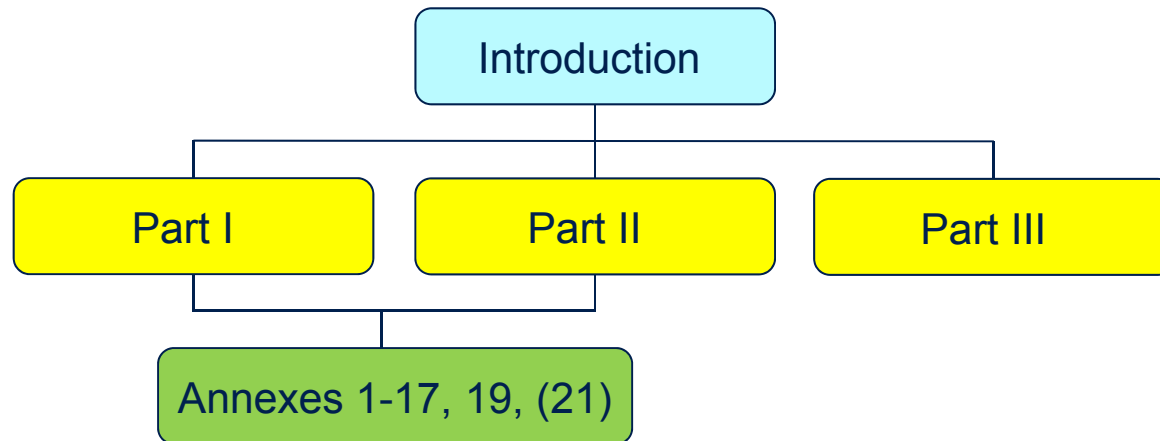 Introduction
Part I
Part II
Part III
Annexes 1-17, 19, (21)